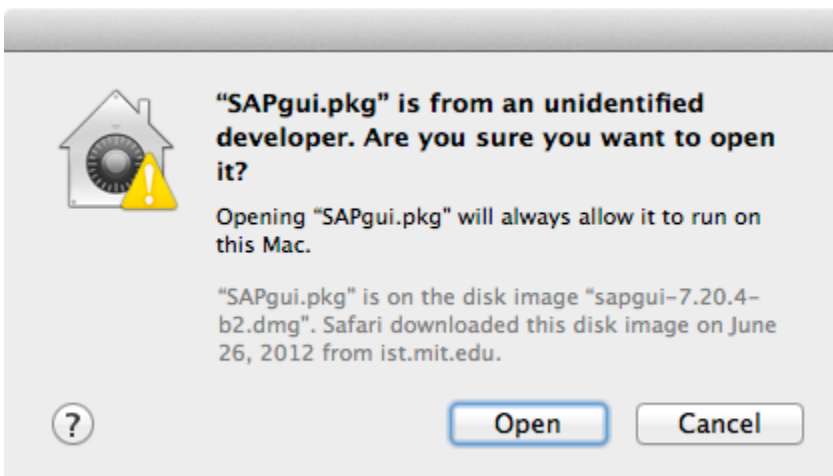 “SAPgui.pkg” is from an unidentified
developer. Are you sure you want to open
it?
Opening “SAPgui.pkg” will always allow it to run on
this Mac.
“SAPgui.pkg” is on the disk image “sapgui-7.20.4-
b2.dmg”. Safari downloaded this disk image on June
26, 2012 from ist.mit.edu.
? Open Cancel